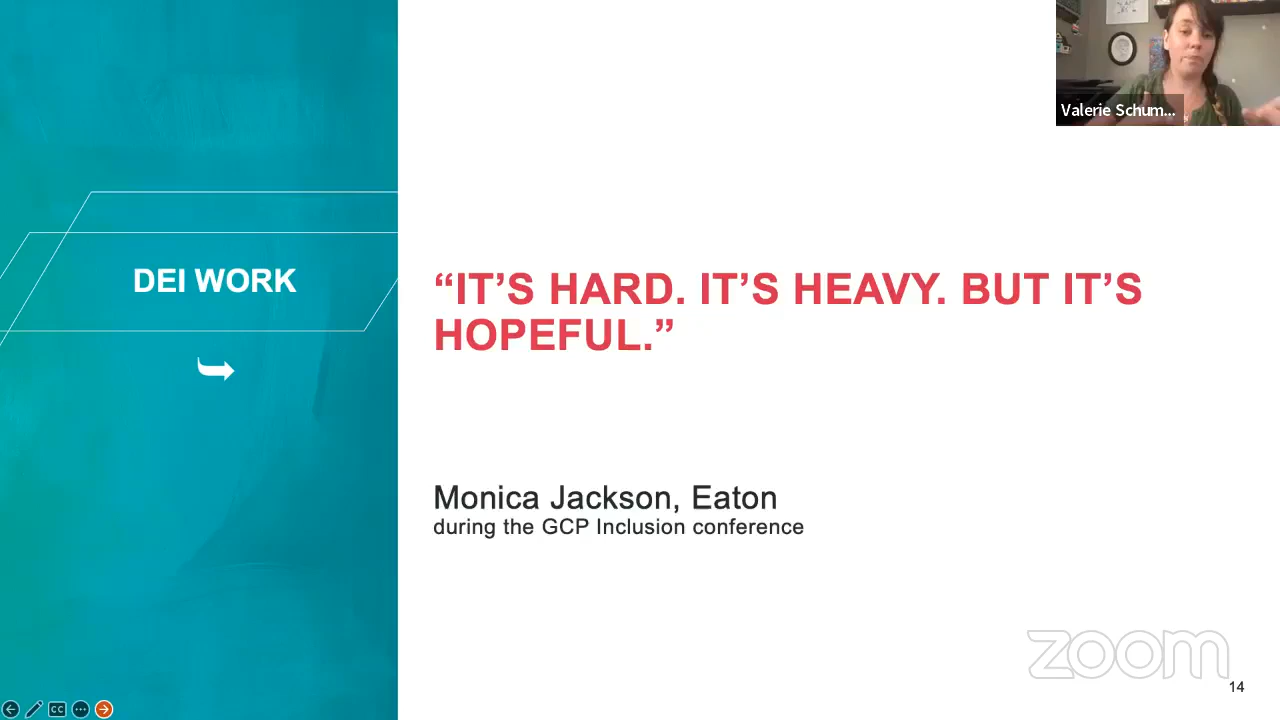 Valerie Schum...
DEI WORK
“IT’S HARD. IT’S HEAVY. BUT IT’S
HOPEFUL.”
Monica Jackson, Eaton
during the GCP Inclusion conference
zoom
14
CC